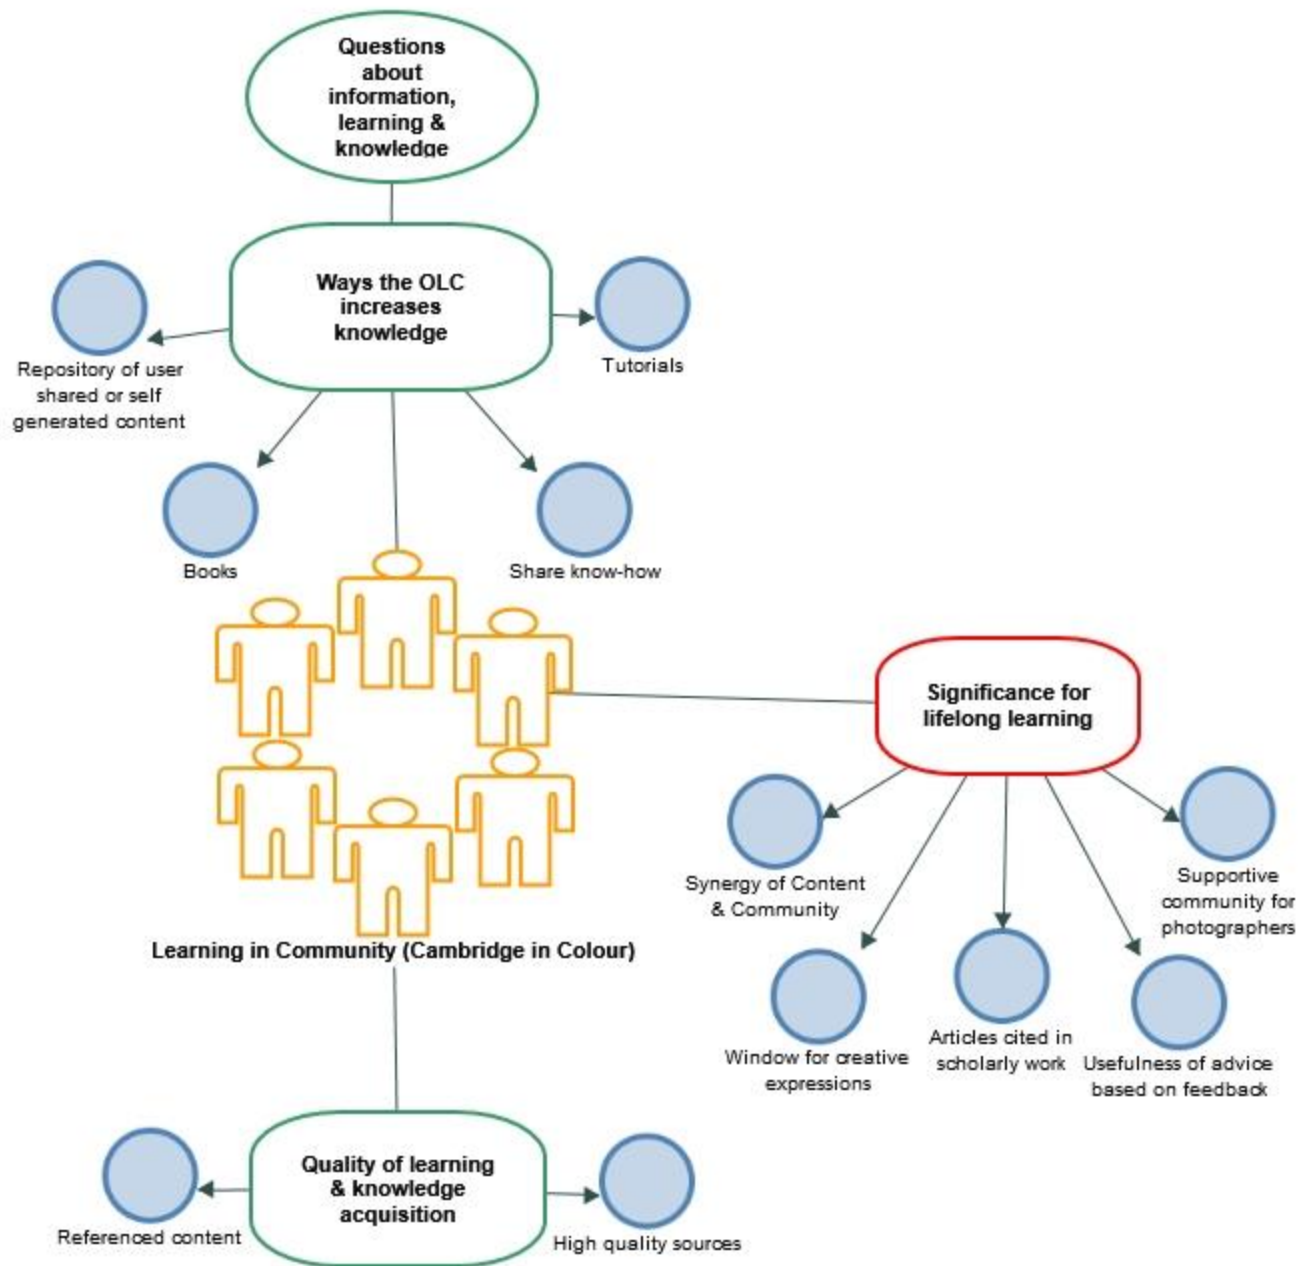 Questions
about
information,
learning &
knowledge
Ways the OLC
increases
knowledge
Repository of user
shared or self
generated content
Tutorials
Books
Share know-how
Significance for
lifelong learning
Synergy of Content
& Community
Supportive
community for
photographers
Window for creative
expressions
Articles cited in
scholarly work
Usefulness of advice
based on feedback
Learning in Community (Cambridge in Colour)
Quality of learning
& knowledge
acquisition
Referenced content
High quality sources